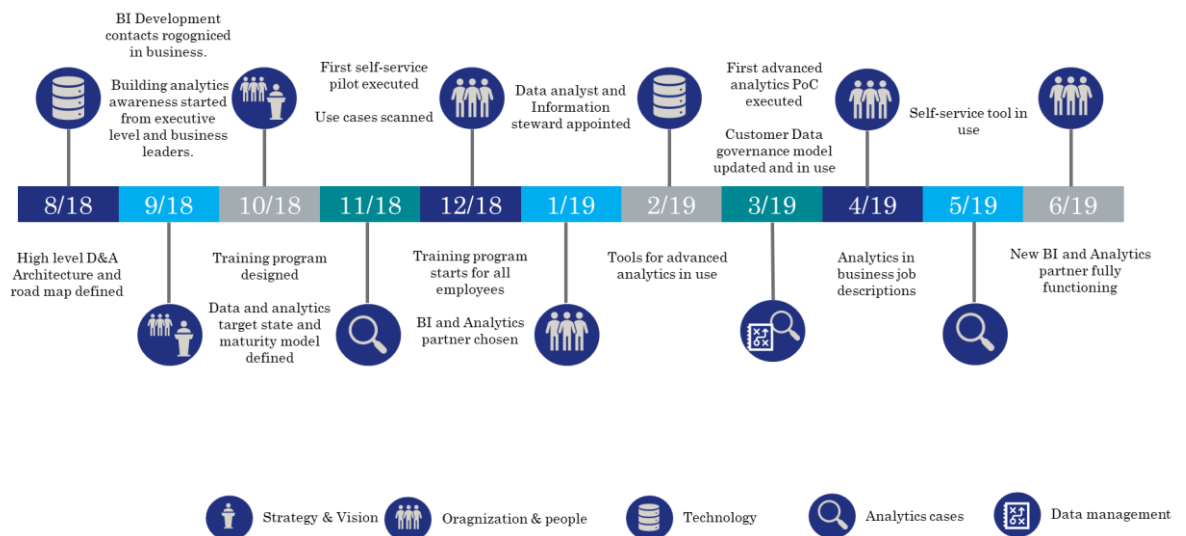 BI Development
contacts rogogniced
in business.
Building analytics
awareness started
from executive
level and business
leaders.
First self-service
pilot executed
Use cases scanned
Data analyst and
Information
steward appointed
First advanced
analytics PoC
executed
Customer Data
governance model
updated and in use
Self-service tool in
use
8/18
9/18
10/18
11/18
12/18
1/19
2/19
3/19
4/19
5/19
6/19
High level D&A
Architecture and
road map defined
Training program
designed
Data and analytics
target state and
maturity model
defined
Training program
starts for all
employees
BI and Analytics
partner chosen
Tools for advanced
analytics in use
Analytics in
business job
descriptions
New BI and Analytics
partner fully
functioning
Strategy & Vision
Oragnization & people
Technology
Analytics cases
Data management